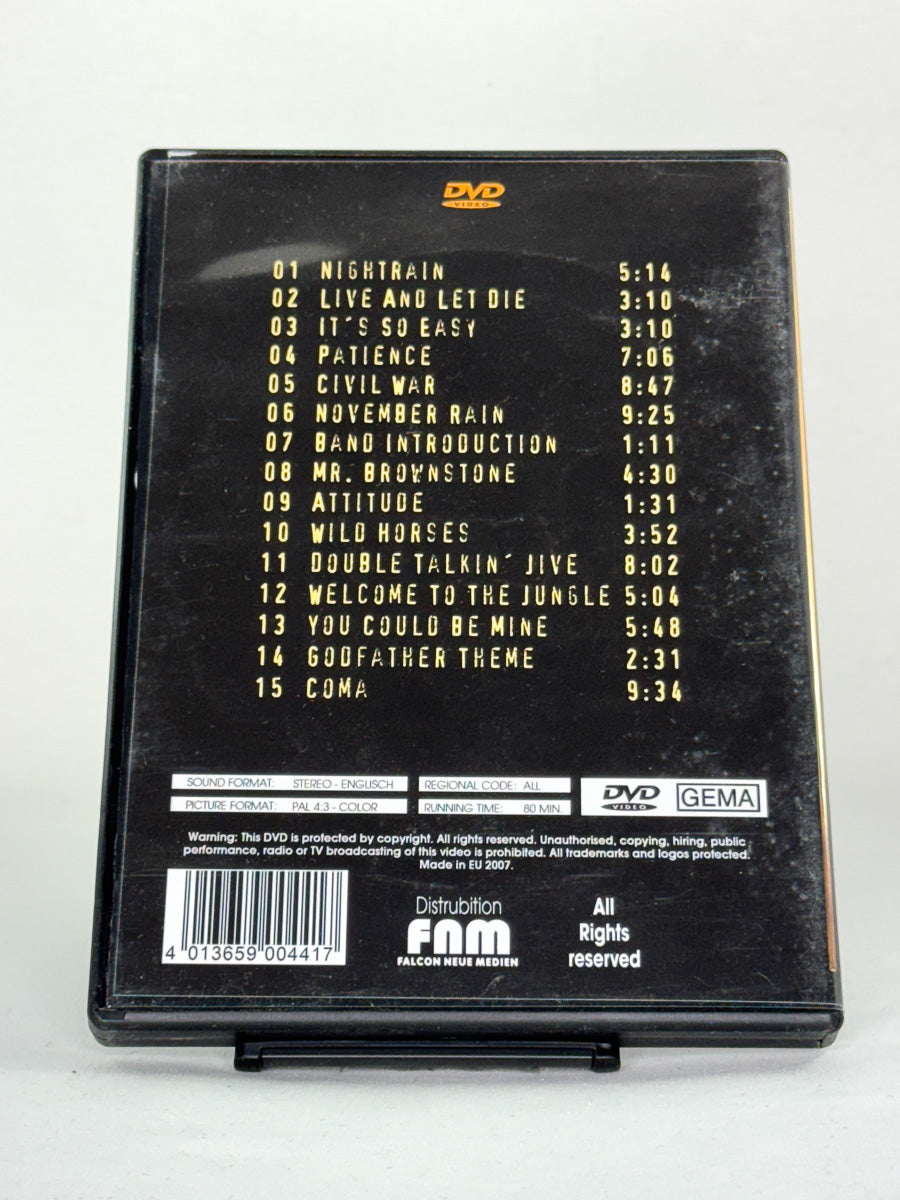 DVD
VIDEO
01 NIGHTRAIN 5:14
02 LIVE AND LET DIE 3:10
03 IT´S SO EASY 3:10
04 PATIENCE 7:06
05 CIVIL WAR 8:47
06 NOVEMBER RAIN 9:25
07 BAND INTRODUCTION 1:11
08 MR. BROWNSTONE 4:30
09 ATTITUDE 1:31
10 WILD HORSES 3:52
11 DOUBLE TALKIN´ JIVE 8:02
12 WELCOME TO THE JUNGLE 5:04
13 YOU COULD BE MINE 5:48
14 GODFATHER THEME 2:31
15 COMA 9:34
SOUND FORMAT: STEREO - ENGLISCH REGIONAL CODE: ALL
PICTURE FORMAT: PAL 4:3 - COLOR RUNNING TIME: 80 MIN.
DVD VIDEO GEMA
Warning: This DVD is protected by copyright. All rights reserved. Unauthorised, copying, hiring, public
performance, radio or TV broadcasting of this video is prohibited. All trademarks and logos protected.
Made in EU 2007.
4 013659 004417
Distrubition
FNM
FALCON NEUE MEDIEN
All
Rights
reserved